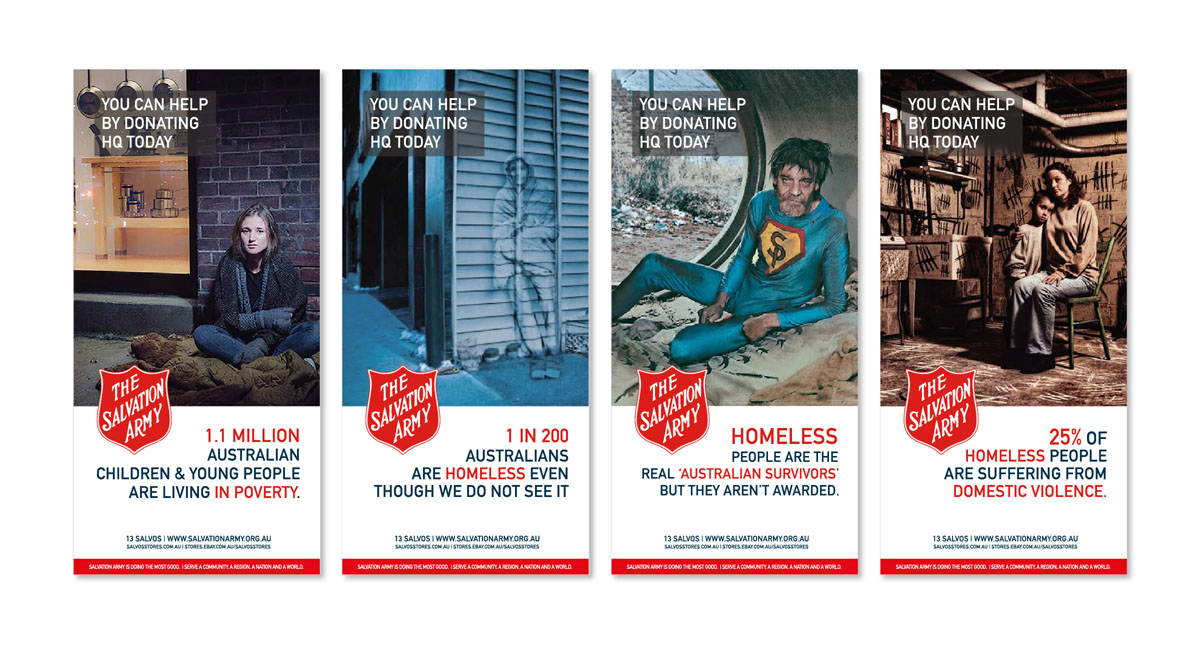 YOU CAN HELP
BY DONATING
HQ TODAY
THE
SALVATION
ARMY
1.1 MILLION
AUSTRALIAN
CHILDREN & YOUNG PEOPLE
ARE LIVING IN POVERTY.
13 SALVOS | WWW.SALVATIONARMY.ORG.AU
SALVOSSTORES.COM.AU | STORES.EBAY.COM.AU/SALVOSSTORES
SALVATION ARMY IS DOING THE MOST GOOD. I SERVE A COMMUNITY, A REGION, A NATION AND A WORLD.
YOU CAN HELP
BY DONATING
HQ TODAY
THE
SALVATION
ARMY
1 IN 200
AUSTRALIANS
ARE HOMELESS EVEN
THOUGH WE DO NOT SEE IT
13 SALVOS | WWW.SALVATIONARMY.ORG.AU
SALVOSSTORES.COM.AU | STORES.EBAY.COM.AU/SALVOSSTORES
SALVATION ARMY IS DOING THE MOST GOOD. I SERVE A COMMUNITY, A REGION, A NATION AND A WORLD.
YOU CAN HELP
BY DONATING
HQ TODAY
SP
THE
SALVATION
ARMY
HOMELESS
PEOPLE ARE THE
REAL ‘AUSTRALIAN SURVIVORS’
BUT THEY AREN’T AWARDED.
13 SALVOS | WWW.SALVATIONARMY.ORG.AU
SALVOSSTORES.COM.AU | STORES.EBAY.COM.AU/SALVOSSTORES
SALVATION ARMY IS DOING THE MOST GOOD. I SERVE A COMMUNITY, A REGION, A NATION AND A WORLD.
YOU CAN HELP
BY DONATING
HQ TODAY
THE
SALVATION
ARMY
25% OF
HOMELESS PEOPLE
ARE SUFFERING FROM
DOMESTIC VIOLENCE.
13 SALVOS | WWW.SALVATIONARMY.ORG.AU
SALVOSSTORES.COM.AU | STORES.EBAY.COM.AU/SALVOSSTORES
SALVATION ARMY IS DOING THE MOST GOOD. I SERVE A COMMUNITY, A REGION, A NATION AND A WORLD.